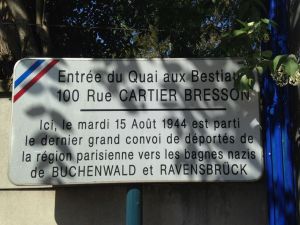 Entrée du Quai aux Bestiaux
100 Rue CARTIER BRESSON
Ici, le mardi 15 Août 1944 est parti
le dernier grand convoi de déportés de
la région parisienne vers les bagnes nazis
de BUCHENWALD et RAVENSBRÜCK